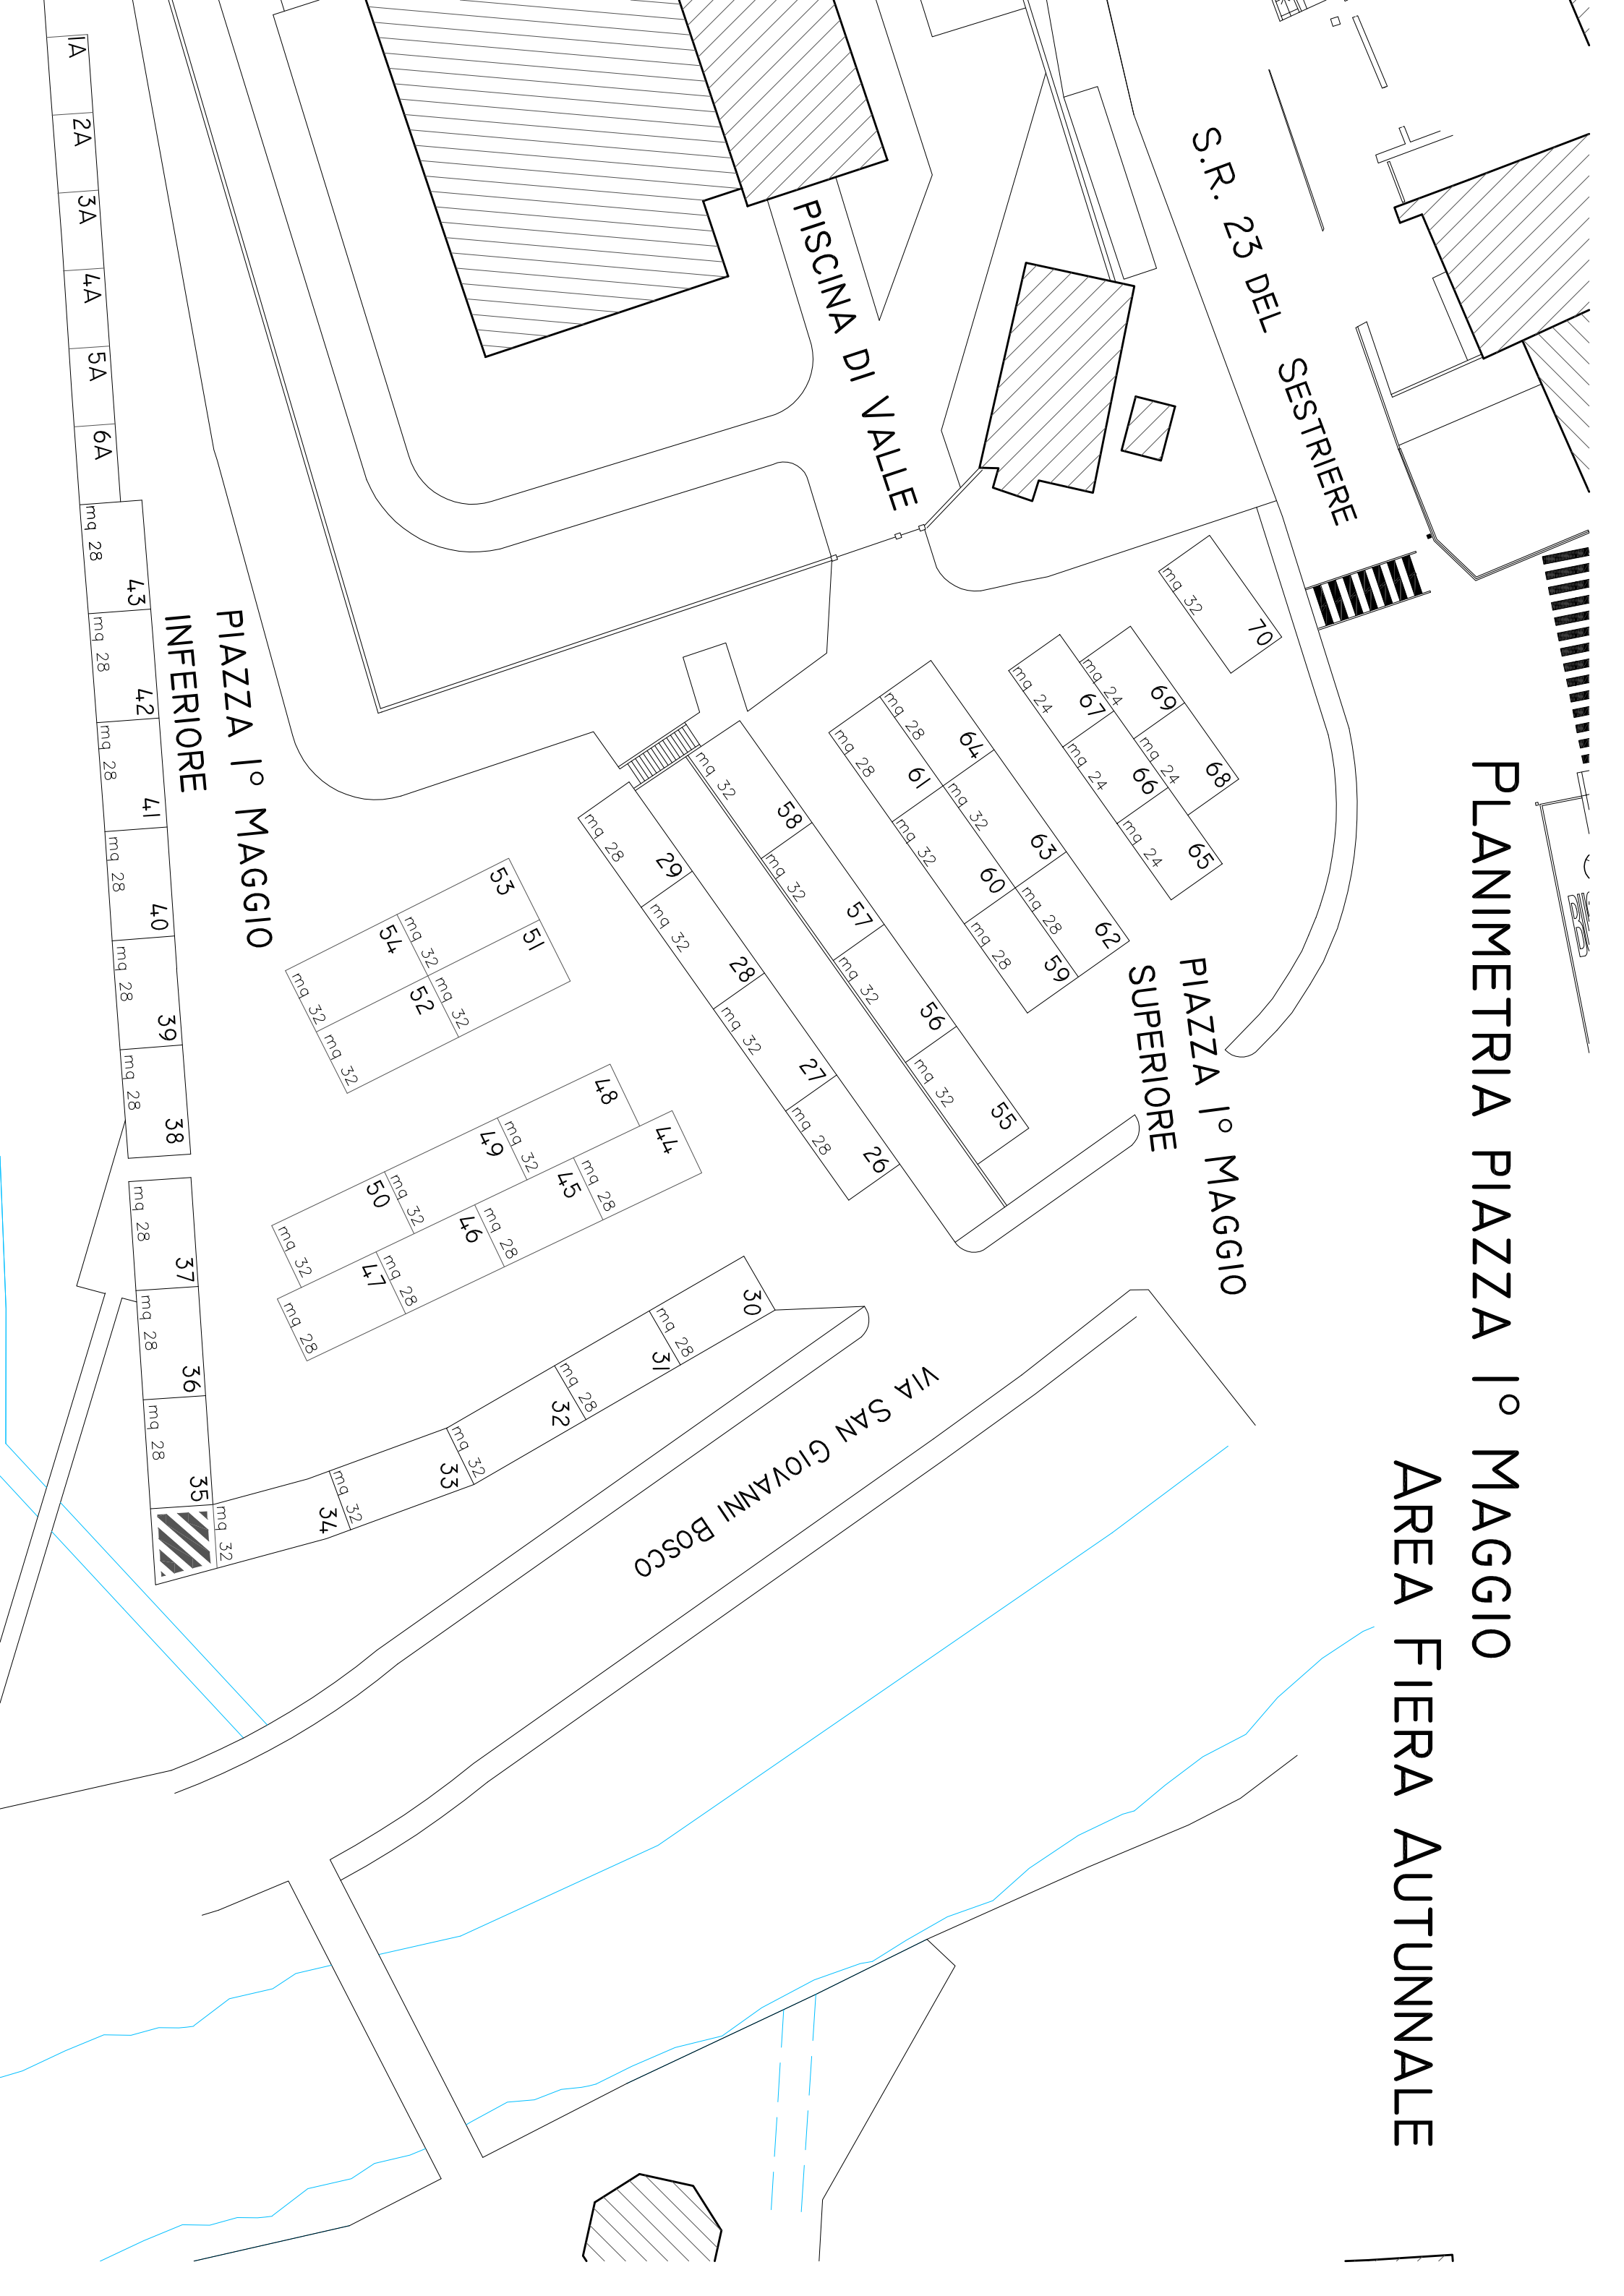 PLANIMETRIA PIAZZA 1° MAGGIO
AREA FIERA AUTUNNALE
S.R. 23 DEL SESTRIERE
PISCINA DI VALLE
PIAZZA 1° MAGGIO
SUPERIORE
PIAZZA 1° MAGGIO
INFERIORE
VIA SAN GIOVANNI BOSCO
1A
2A
3A
4A
5A
6A
43
mq 28
42
mq 28
41
mq 28
40
mq 28
39
mq 28
38
mq 28
37
mq 28
36
mq 28
35
mq 28
34
mq 32
33
mq 32
32
mq 32
31
mq 28
30
mq 28
70
mq 32
69
mq 24
68
mq 24
67
mq 24
66
mq 24
65
mq 24
64
mq 28
63
mq 32
62
mq 28
61
mq 28
60
mq 32
59
mq 28
58
mq 32
57
mq 32
56
mq 32
55
mq 32
29
mq 28
28
mq 32
27
mq 32
26
mq 28
53
mq 32
54
mq 32
51
mq 32
52
mq 32
48
mq 32
49
mq 32
50
mq 32
44
mq 28
45
mq 28
46
mq 28
47
mq 28